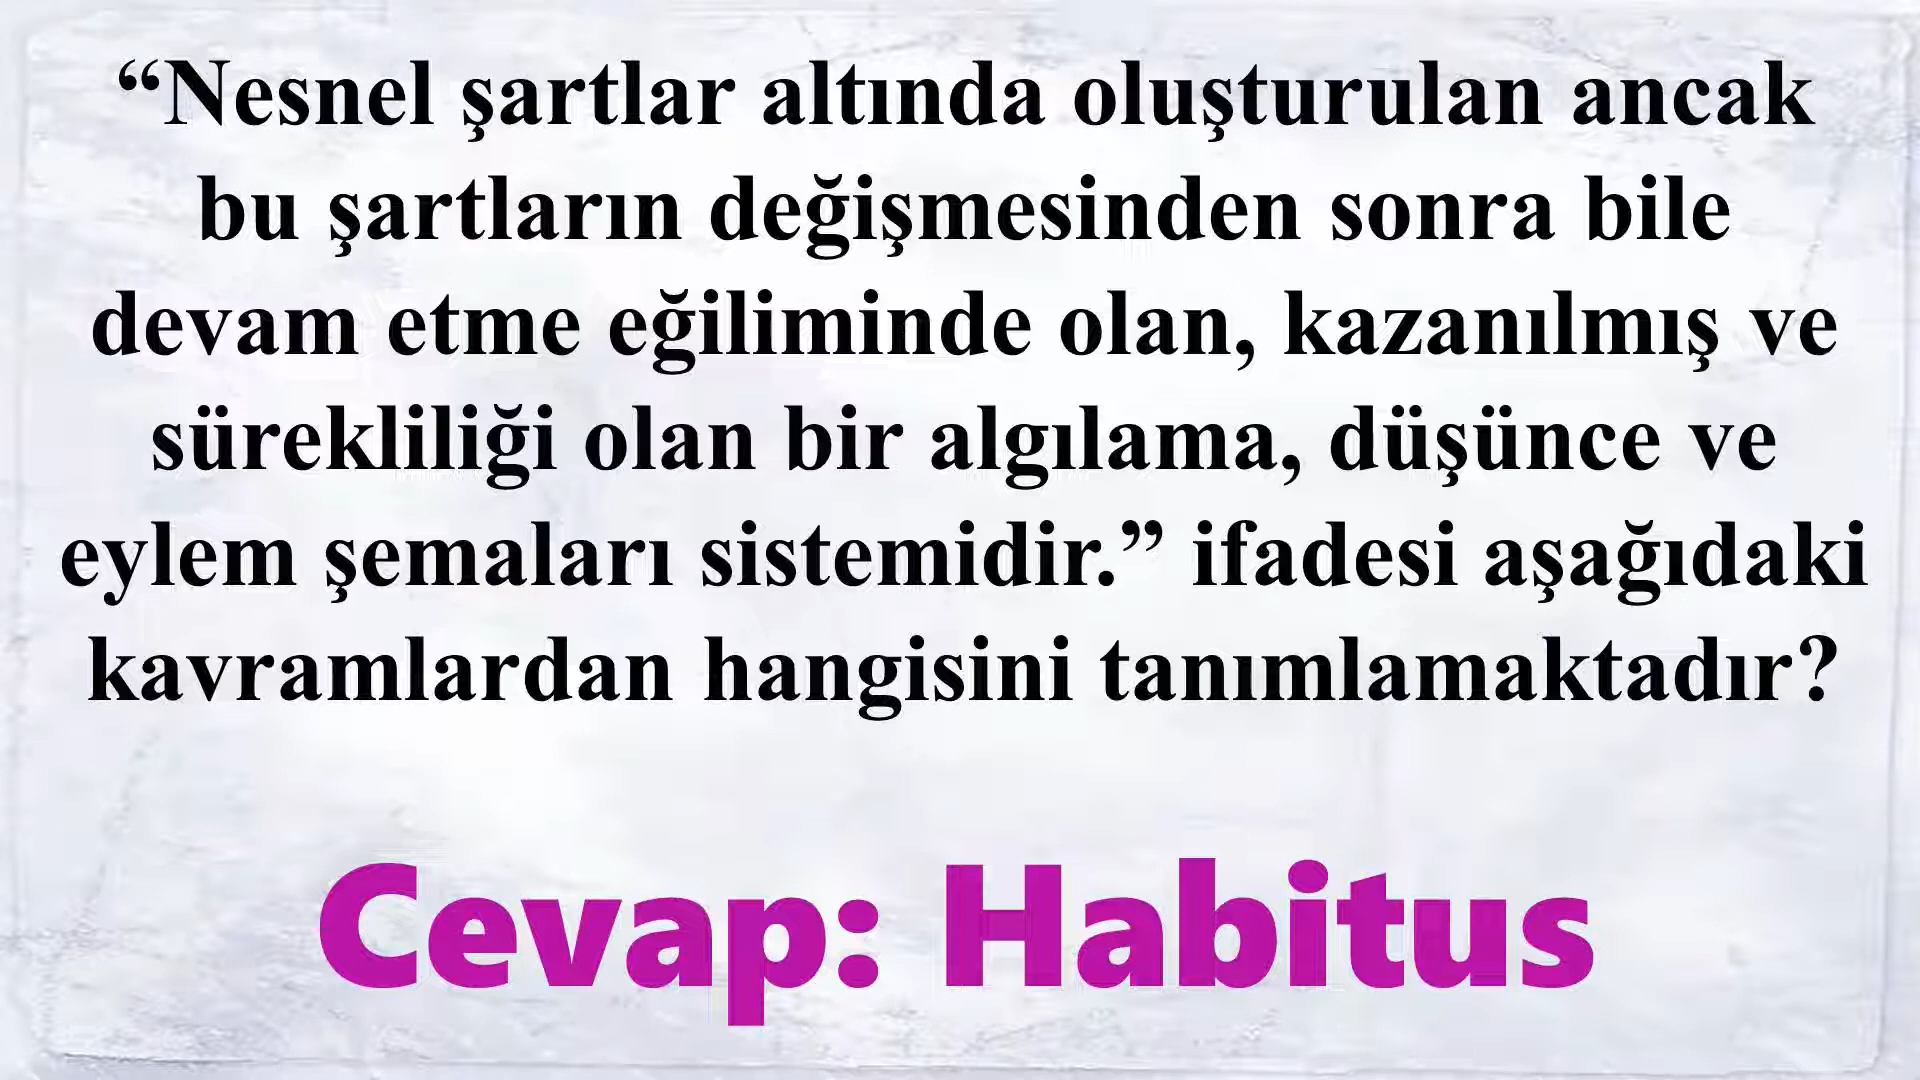 “Nesnel şartlar altında oluşturulan ancak
bu şartların değişmesinden sonra bile
devam etme eğiliminde olan, kazanılmış ve
sürekliliği olan bir algılama, düşünce ve
eylem şemaları sistemidir.” ifadesi aşağıdaki
kavramlardan hangisini tanımlamaktadır?
Cevap: Habitus